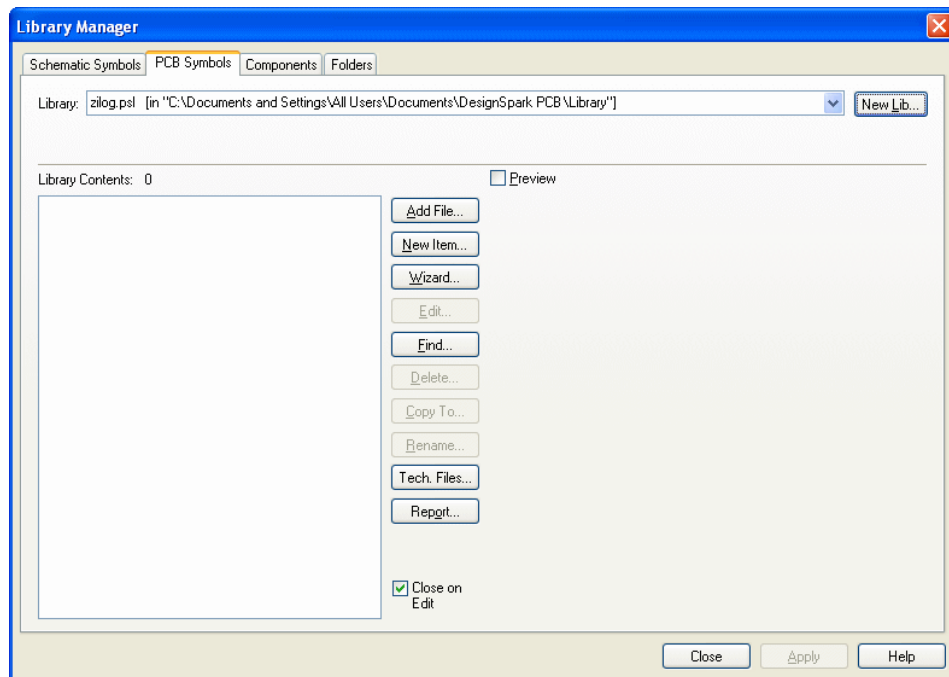 Library Manager
Schematic Symbols PCB Symbols Components Folders
Library: zilog.psl [in "C:\Documents and Settings\All Users\Documents\DesignSpark PCB\Library"] New Lib...
Library Contents: 0
Preview
Add File...
New Item...
Wizard...
Edit...
Find...
Delete...
Copy To...
Rename...
Tech. Files...
Report...
Close on
Edit
Close Apply Help